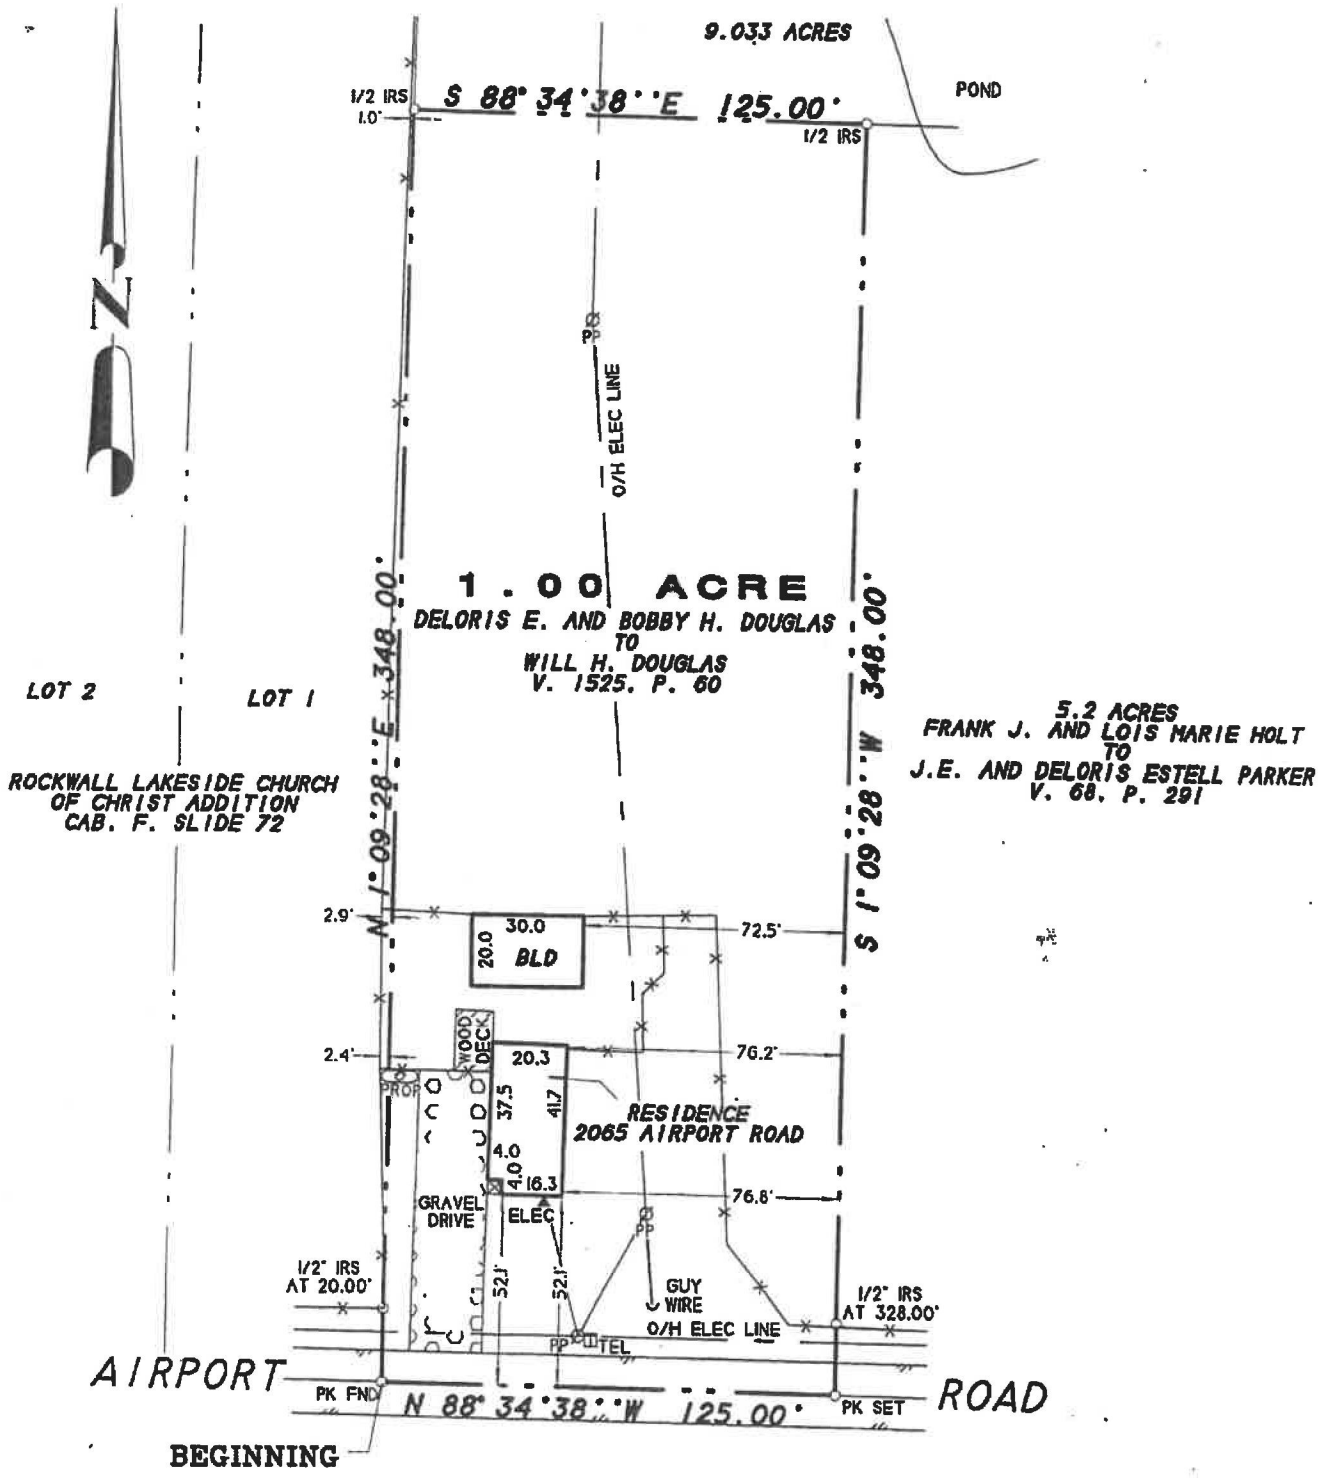 9.033 ACRES
POND
1/2 IRS
S 88° 34' 38'' E 125.00'
1.0'
1/2 IRS
N
PP
O/H ELEC LINE
1.00 ACRE
DELORIS E. AND BOBBY H. DOUGLAS
TO
WILL H. DOUGLAS
V. 1525. P. 60
N 1° 09' 28'' E 348.00'
S 1° 09' 28'' W 348.00'
LOT 2
LOT 1
5.2 ACRES
FRANK J. AND LOIS MARIE HOLT
TO
J.E. AND DELORIS ESTELL PARKER
V. 68. P. 291
ROCKWALL LAKESIDE CHURCH
OF CHRIST ADDITION
CAB. F. SLIDE 72
2.9'
30.0
20.0
BLD
72.5'
WOOD
DECK
2.4'
20.3
76.2'
PROP
37.5
41.7
RESIDENCE
2065 AIRPORT ROAD
4.0
4.0
16.3
76.8'
GRAVEL
DRIVE
ELEC
PP
1/2" IRS
AT 20.00'
52.1'
52.1'
GUY
WIRE
1/2" IRS
AT 328.00'
O/H ELEC LINE
PP
T
TEL
AIRPORT
ROAD
PK FND
N 88° 34' 38'' W 125.00'
PK SET
BEGINNING